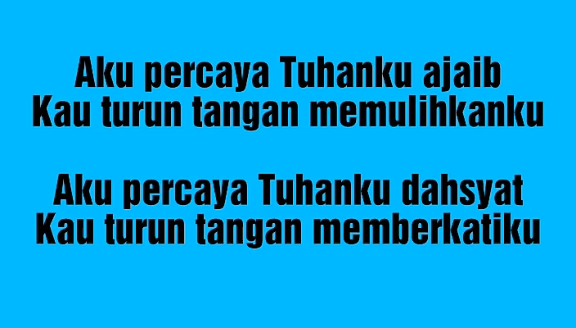 Aku percaya Tuhanku ajaib
Kau turun tangan memulihkanku
Aku percaya Tuhanku dahsyat
Kau turun tangan memberkatiku